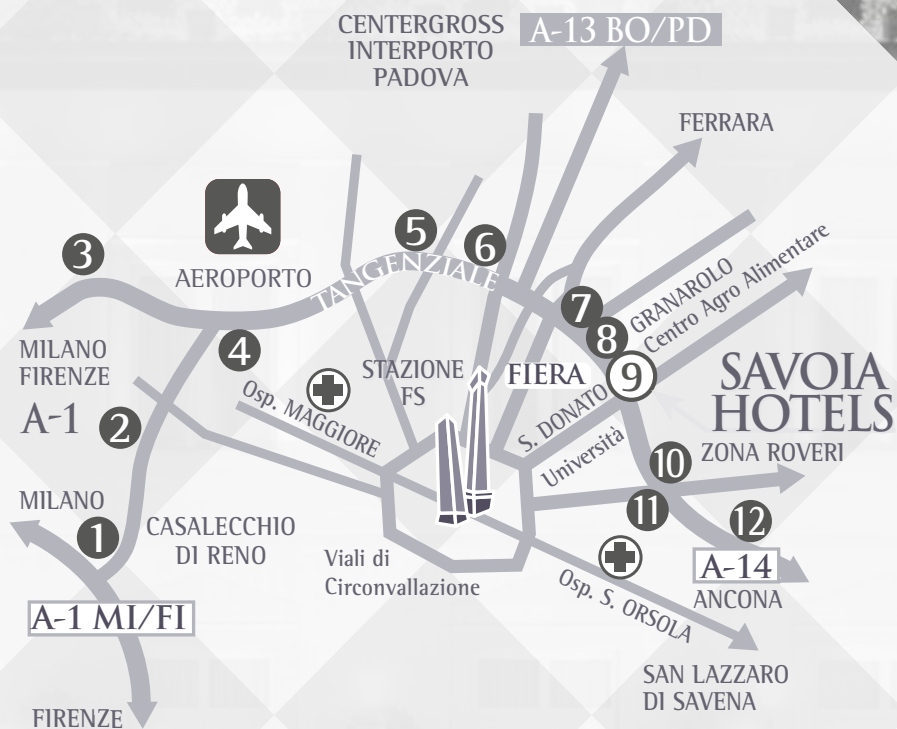 CENTERGROSS
INTERPORTO
PADOVA
A-13 BO/PD
FERRARA
AEROPORTO
3
5
6
TANGENZIALE
GRANAROLO
Centro Agro Alimentare
7
8
4
MILANO
FIRENZE
A-1
2
Osp. MAGGIORE
STAZIONE
FS
FIERA
9
S. DONATO
Università
SAVOIA
HOTELS
10
ZONA ROVERI
MILANO
1
CASALECCHIO
DI RENO
11
12
Viali di
Circonvallazione
A-14
ANCONA
Osp. S. ORSOLA
A-1 MI/FI
SAN LAZZARO
DI SAVENA
FIRENZE